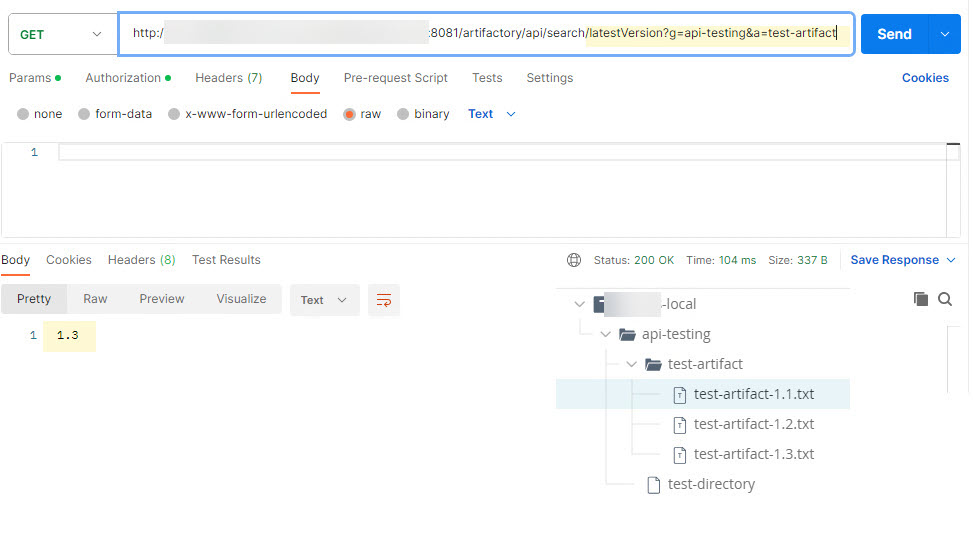 GET http:/ :8081/artifactory/api/search/latestVersion?g=api-testing&a=test-artifact Send
Params Authorization Headers (7) Body Pre-request Script Tests Settings Cookies
none form-data x-www-form-urlencoded raw binary Text
1
Body Cookies Headers (8) Test Results Status: 200 OK Time: 104 ms Size: 337 B Save Response
Pretty Raw Preview Visualize Text
-local
1 1.3
api-testing
test-artifact
test-artifact-1.1.txt
test-artifact-1.2.txt
test-artifact-1.3.txt
test-directory